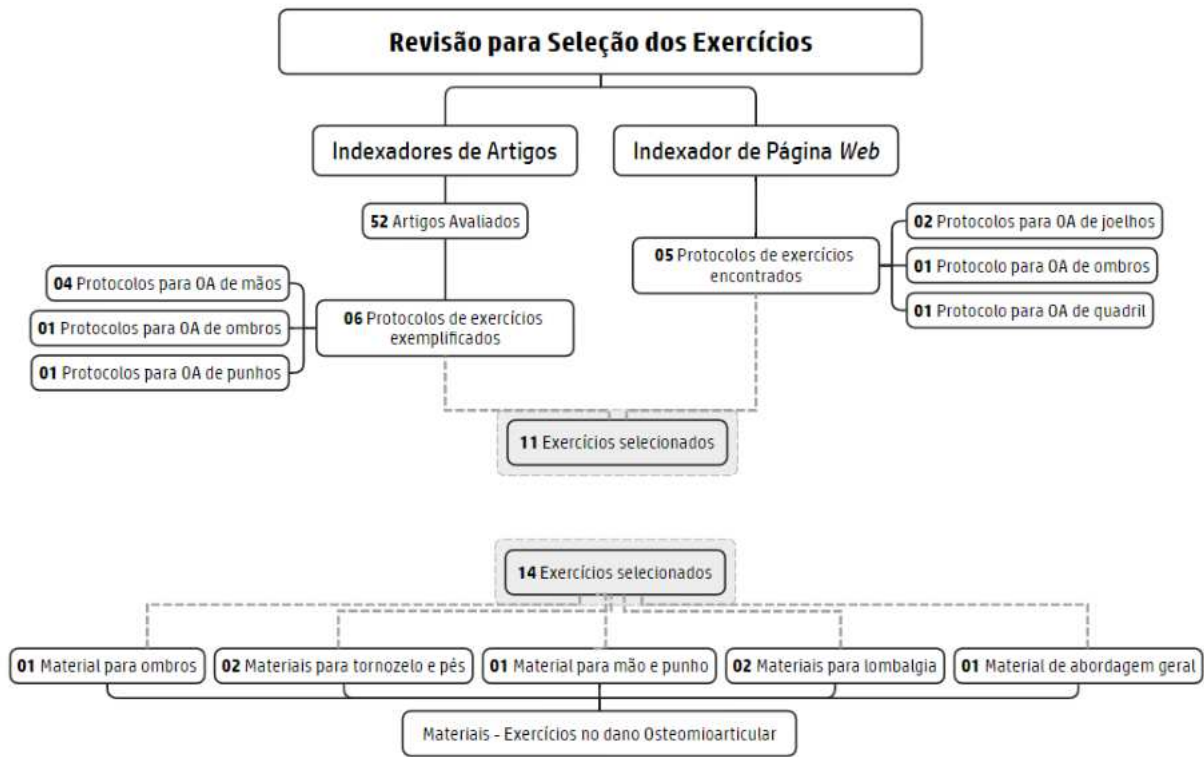 Revisão para Seleção dos Exercícios
Indexadores de Artigos
Indexador de Página Web
52 Artigos Avaliados
02 Protocolos para OA de joelhos
05 Protocolos de exercícios
encontrados
01 Protocolo para OA de ombros
04 Protocolos para OA de mãos
01 Protocolo para OA de quadril
01 Protocolos para OA de ombros
06 Protocolos de exercícios
exemplificados
01 Protocolos para OA de punhos
11 Exercícios selecionados
14 Exercícios selecionados
01 Material para ombros
02 Materiais para tornozelo e pés
01 Material para mão e punho
02 Materiais para lombalgia
01 Material de abordagem geral
Materiais - Exercícios no dano Osteomioarticular